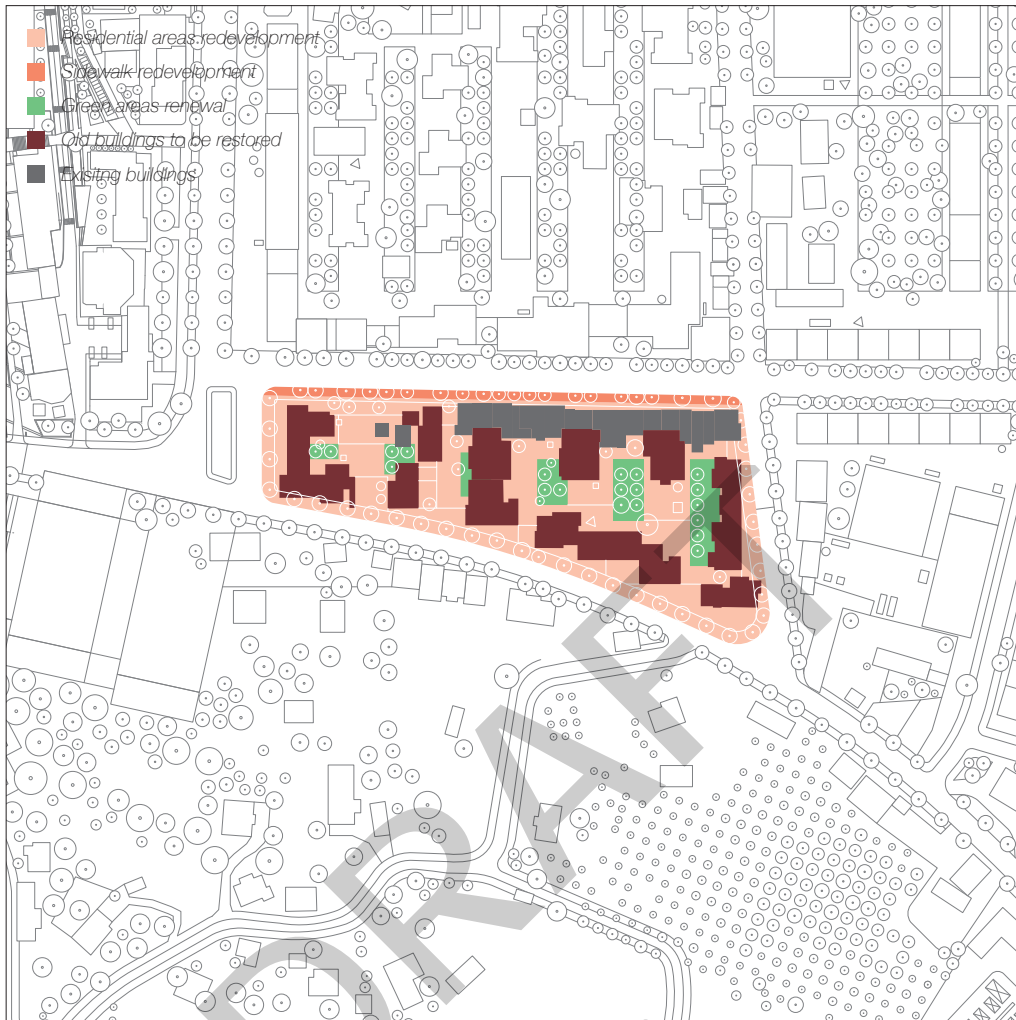 Residential areas redevelopment
Sidewalk redevelopment
Green areas renewal
Old buildings to be restored
Exisitng buildings
DRAFT